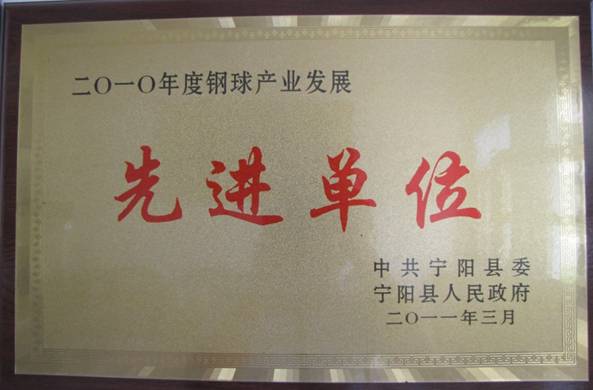 二〇一〇年度钢球产业发展
先进单位
中共宁阳县委
宁阳县人民政府
二〇一一年三月